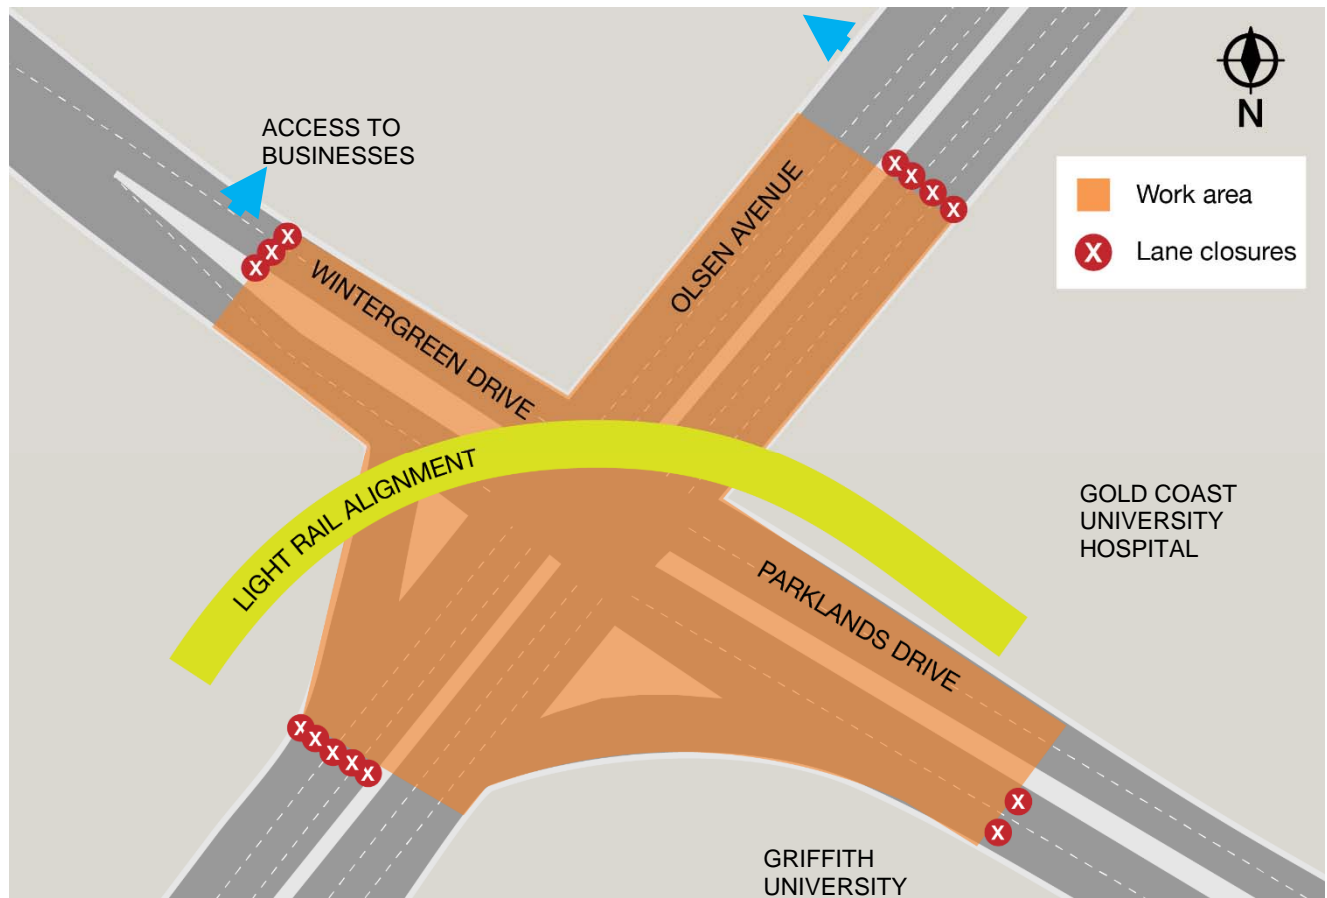 ACCESS TO
BUSINESSES
N
Work area
X Lane closures
OLSEN AVENUE
WINTERGREEN DRIVE
X X X X
X X X
LIGHT RAIL ALIGNMENT
GOLD COAST
UNIVERSITY
HOSPITAL
PARKLANDS DRIVE
X X X X X
X
X
GRIFFITH
UNIVERSITY